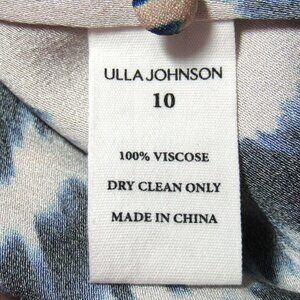 ULLA JOHNSON
10
100% VISCOSE
DRY CLEAN ONLY
MADE IN CHINA